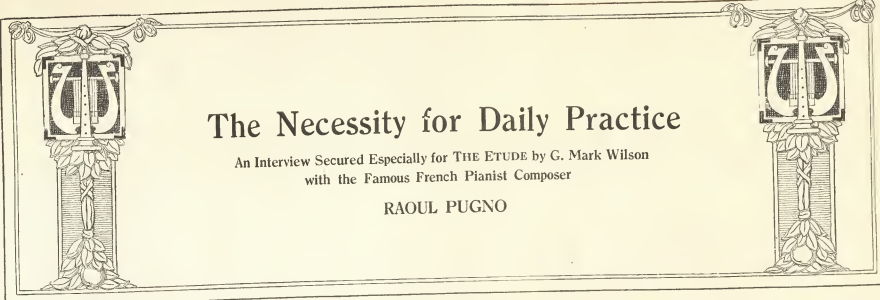 The Necessity for Daily Practice
An Interview Secured Especially for THE ETUDE by G. Mark Wilson
with the Famous French Pianist Composer
RAOUL PUGNO